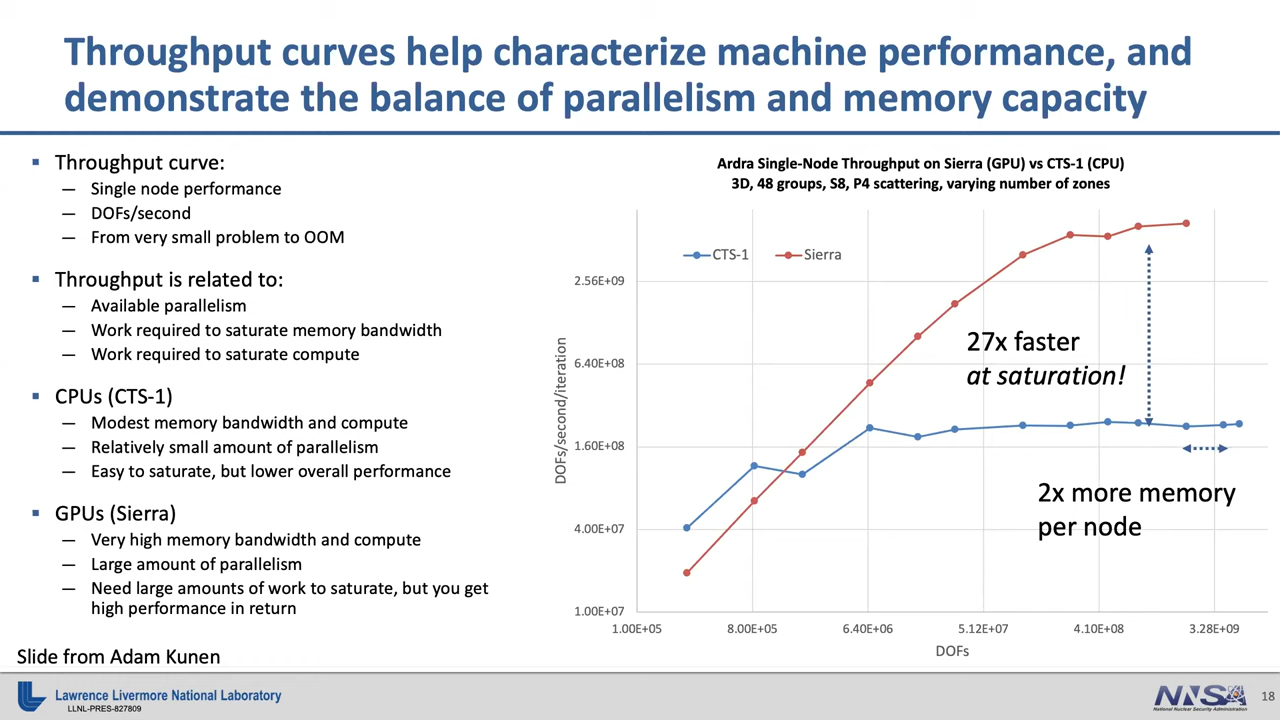 Throughput curves help characterize machine performance, and
demonstrate the balance of parallelism and memory capacity
▪ Throughput curve:
— Single node performance
— DOFs/second
— From very small problem to OOM
▪ Throughput is related to:
— Available parallelism
— Work required to saturate memory bandwidth
— Work required to saturate compute
▪ CPUs (CTS-1)
— Modest memory bandwidth and compute
— Relatively small amount of parallelism
— Easy to saturate, but lower overall performance
▪ GPUs (Sierra)
— Very high memory bandwidth and compute
— Large amount of parallelism
— Need large amounts of work to saturate, but you get
high performance in return
Slide from Adam Kunen
Ardra Single-Node Throughput on Sierra (GPU) vs CTS-1 (CPU)
3D, 48 groups, S8, P4 scattering, varying number of zones
CTS-1
Sierra
2.56E+09
6.40E+08
1.60E+08
4.00E+07
1.00E+07
DOFs/second/iteration
27x faster
at saturation!
2x more memory
per node
1.00E+05
8.00E+05
6.40E+06
5.12E+07
4.10E+08
3.28E+09
DOFs
Lawrence Livermore National Laboratory
LLNL-PRES-827809
NNSA
National Nuclear Security Administration
18